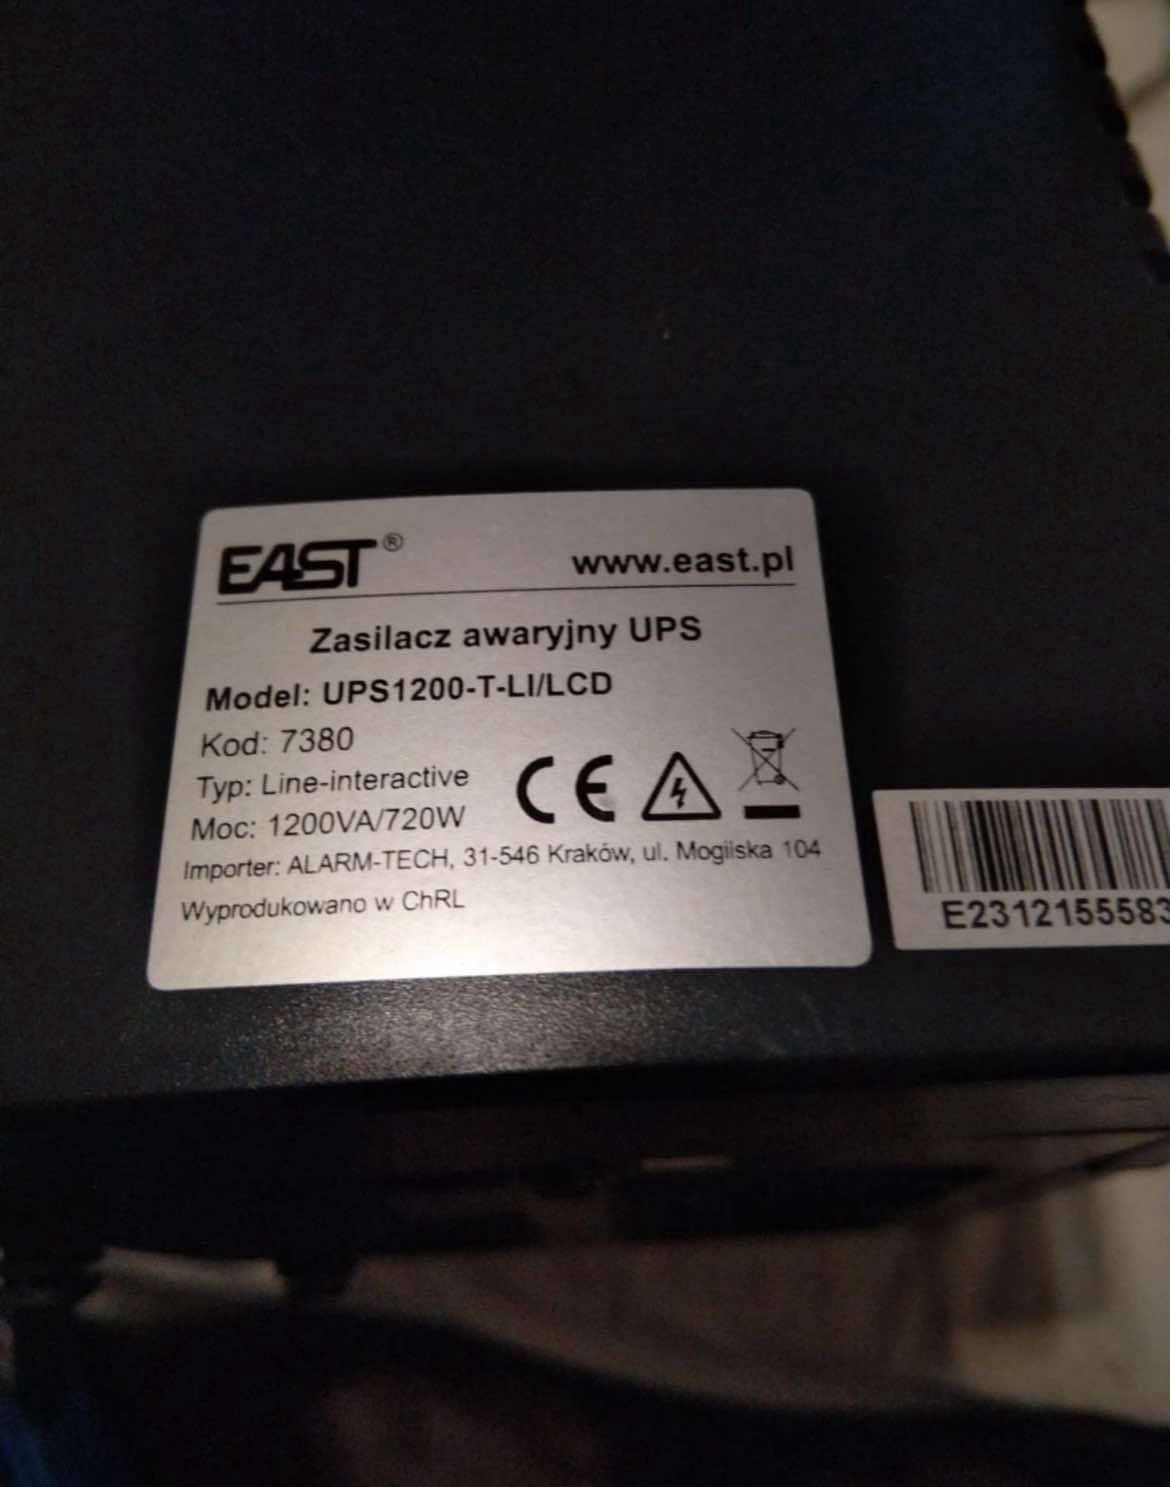 EAST® www.east.pl
Zasilacz awaryjny UPS
Model: UPS1200-T-LI/LCD
Kod: 7380
Typ: Line-interactive
Moc: 1200VA/720W
CE
Importer: ALARM-TECH, 31-546 Kraków, ul. Mogilska 104
Wyprodukowano w ChRL
E2312155583